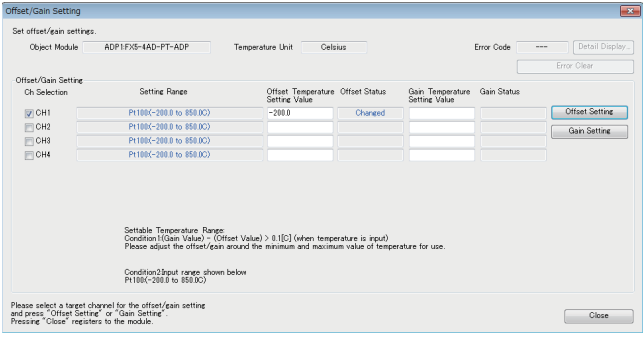 Offset/Gain Setting
Set offset/gain settings.
Object Module ADP1:FX5-4AD-PT-ADP Temperature Unit Celsius Error Code --- Detail Display...
Error Clear
Offset/Gain Setting
Ch Selection Setting Range Offset Temperature Setting Value Offset Status Gain Temperature Setting Value Gain Status
CH1 Pt100(-200.0 to 850.0C) -200.0 Changed Offset Setting
CH2 Pt100(-200.0 to 850.0C) Gain Setting
CH3 Pt100(-200.0 to 850.0C)
CH4 Pt100(-200.0 to 850.0C)
Settable Temperature Range:
Condition1:(Gain Value) - (Offset Value) > 0.1[C] (when temperature is input)
Please adjust the offset/gain around the minimum and maximum value of temperature for use.
Condition2:Input range shown below
Pt100(-200.0 to 850.0C)
Please select a target channel for the offset/gain setting
and press "Offset Setting" or "Gain Setting".
Pressing "Close" registers to the module.
Close